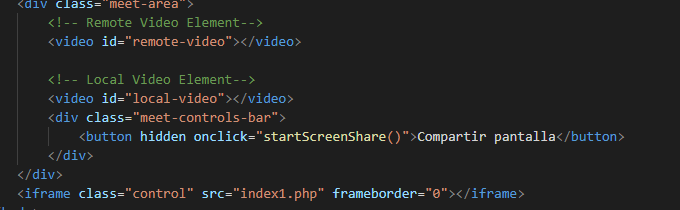 <div class="meet-area">
<!-- Remote Video Element-->
<video id="remote-video"></video>
<!-- Local Video Element-->
<video id="local-video"></video>
<div class="meet-controls-bar">
<button hidden onclick="startScreenShare()">Compartir pantalla</button>
</div>
</div>
<iframe class="control" src="index1.php" frameborder="0"></iframe>